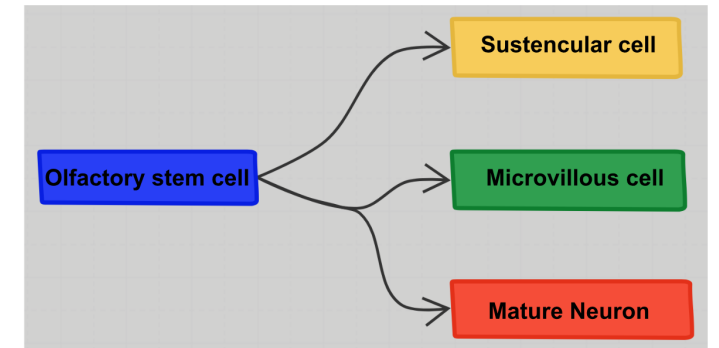 Sustencular cell
Olfactory stem cell
Microvillous cell
Mature Neuron